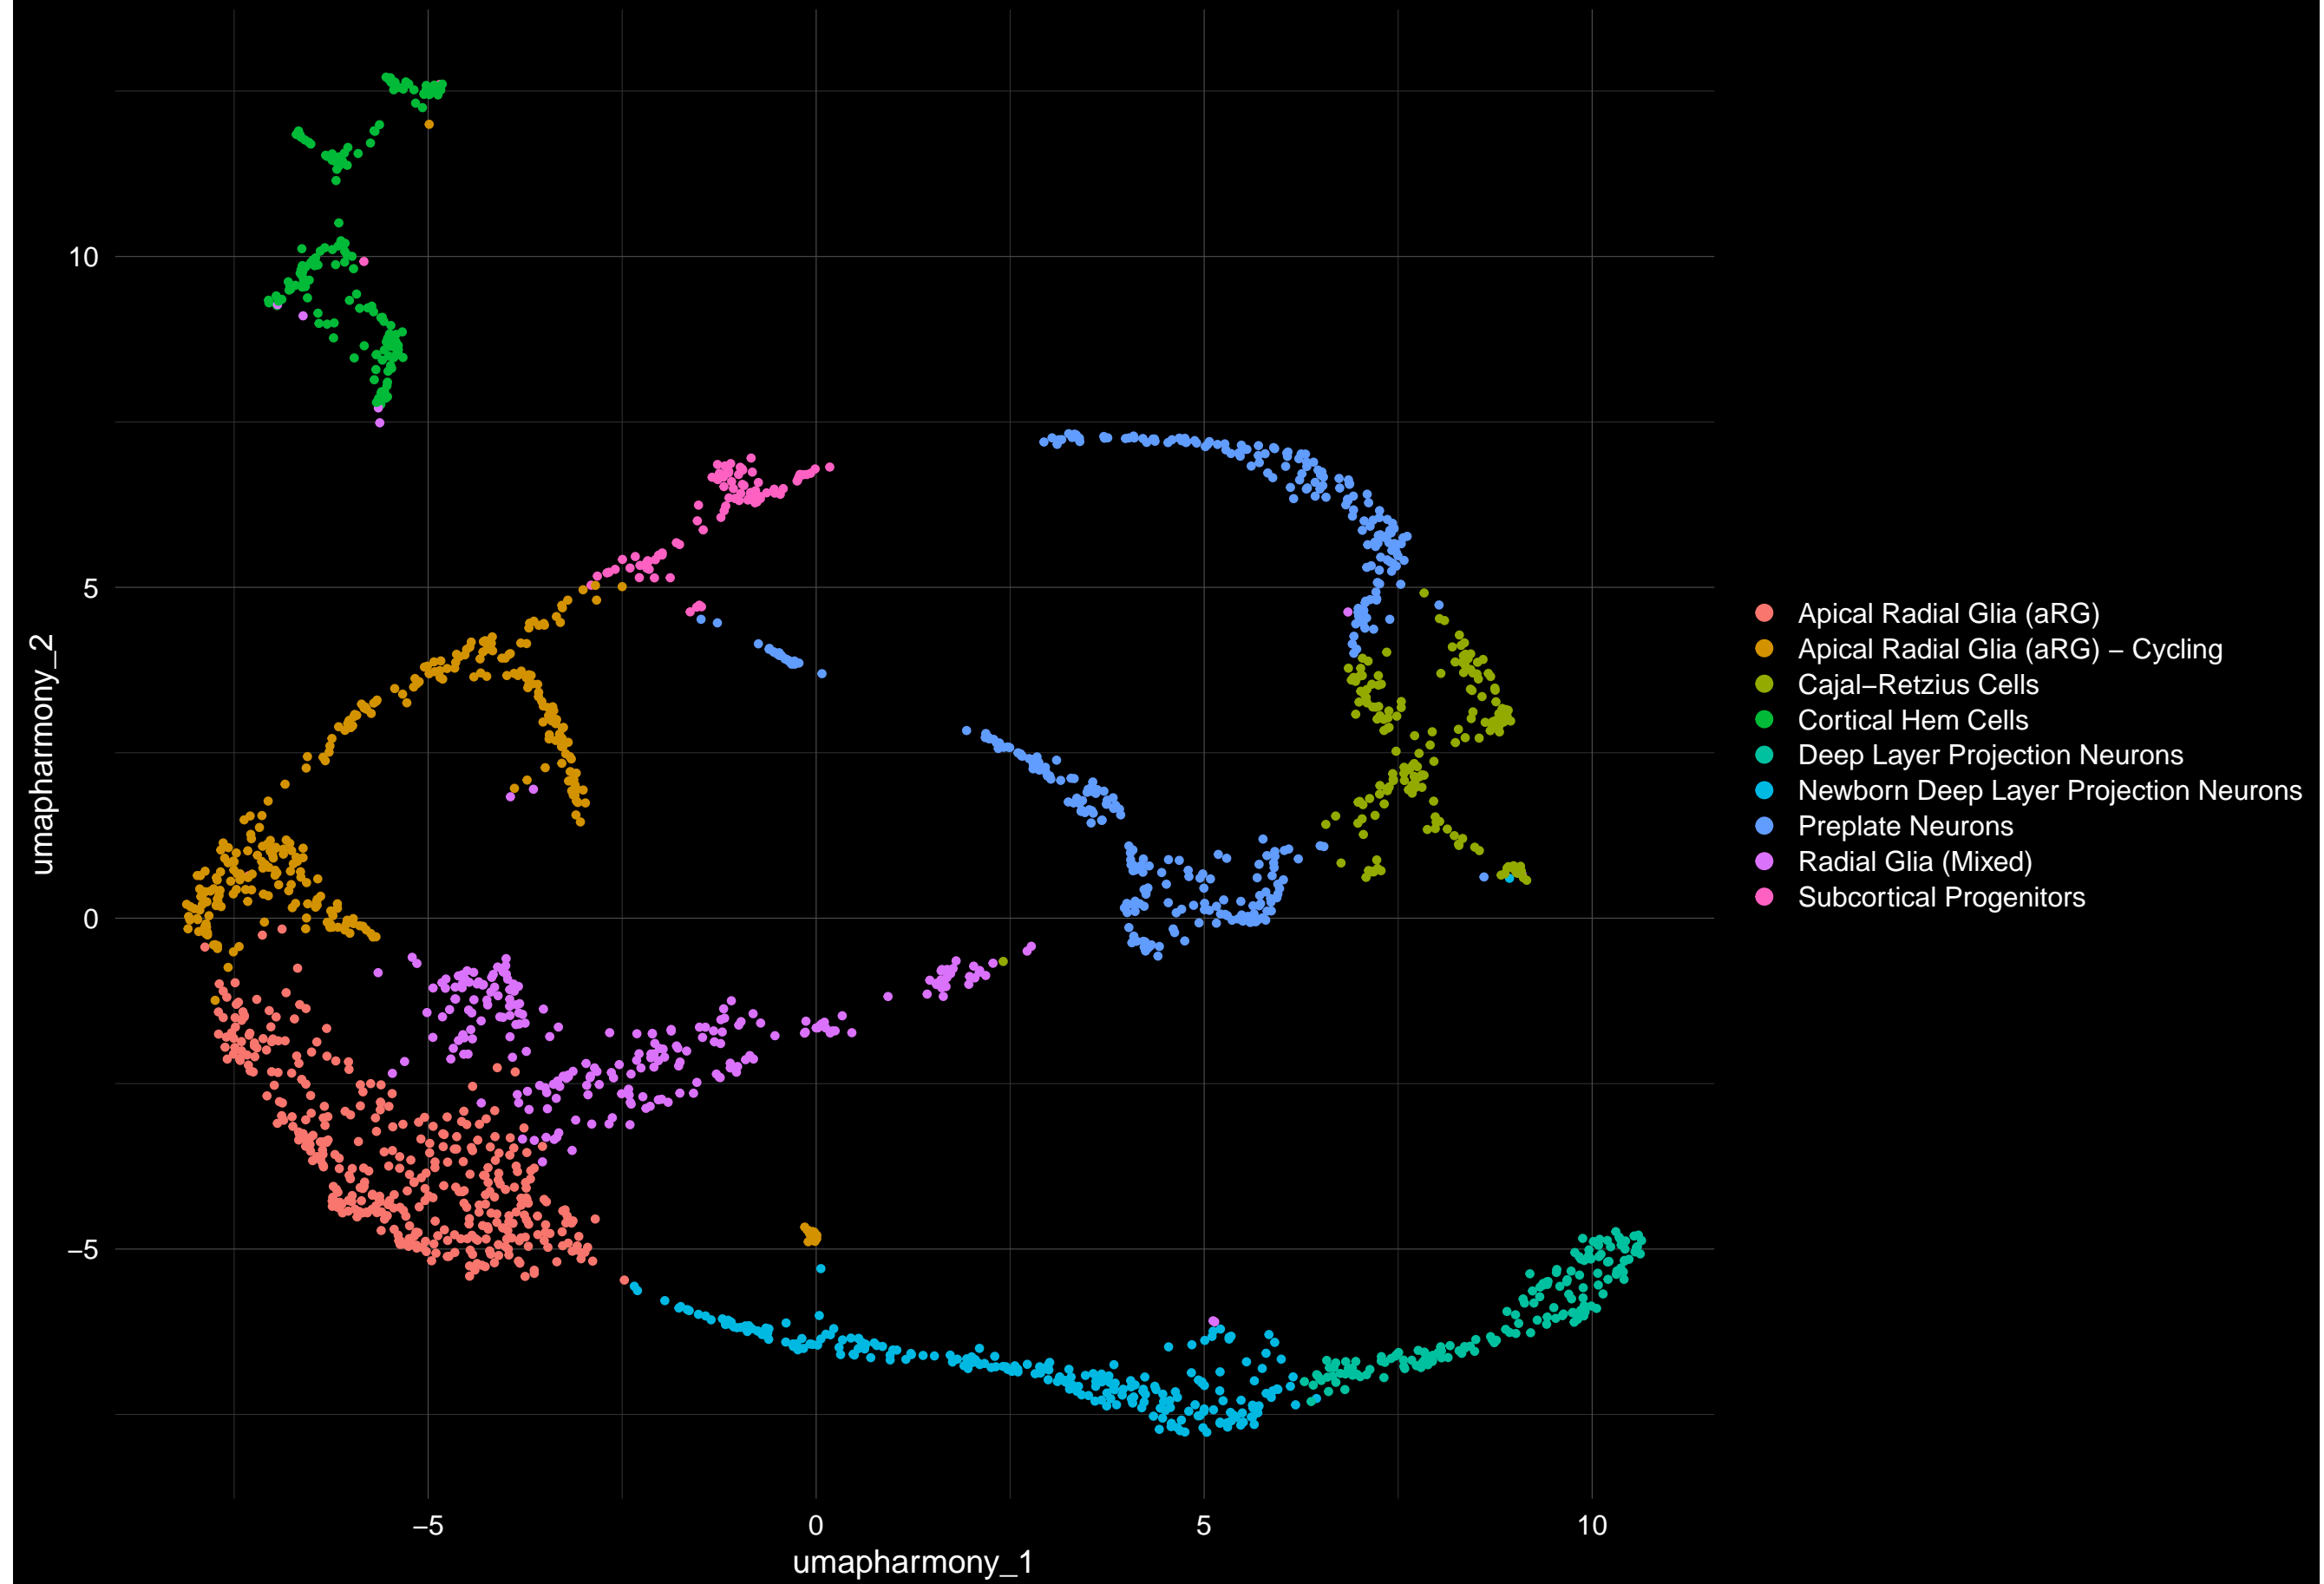 10
5
0
−5
umapharmony_2
−5
0
5
10
umapharmony_1
Apical Radial Glia (aRG)
Apical Radial Glia (aRG) − Cycling
Cajal−Retzius Cells
Cortical Hem Cells
Deep Layer Projection Neurons
Newborn Deep Layer Projection Neurons
Preplate Neurons
Radial Glia (Mixed)
Subcortical Progenitors